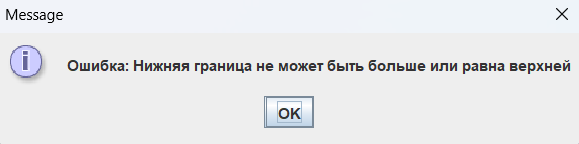 Message
Ошибка: Нижняя граница не может быть больше или равна верхней
OK